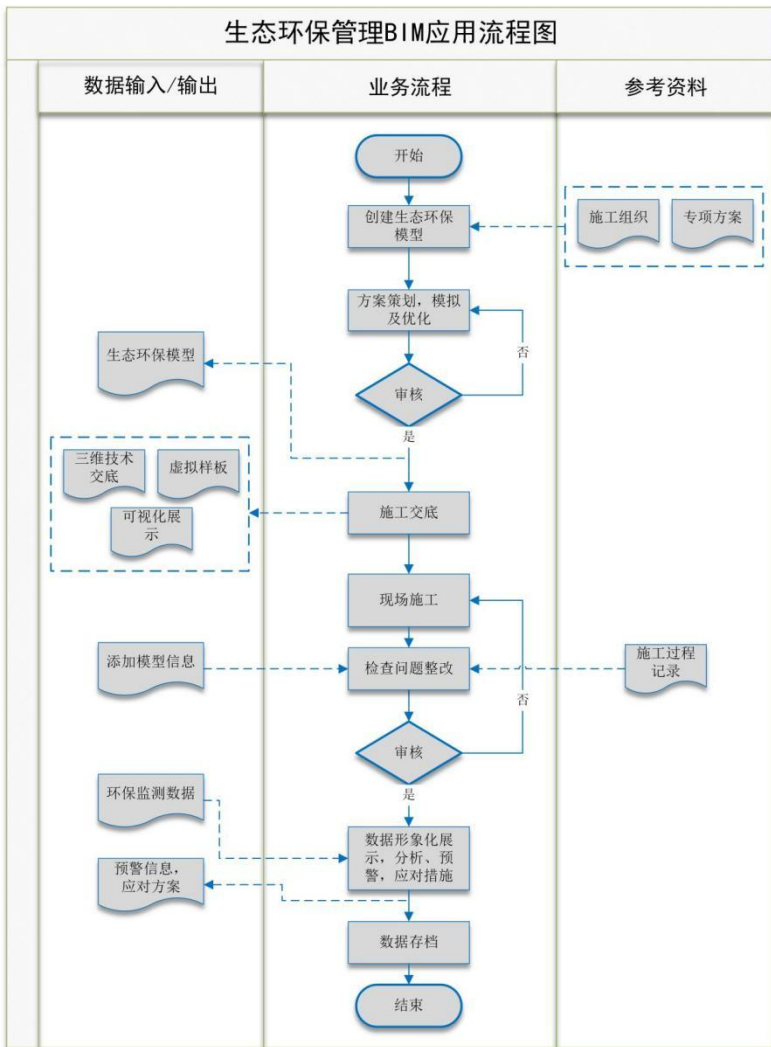 生态环保管理BIM应用流程图
数据输入/输出
业务流程
参考资料
开始
创建生态环保
模型
施工组织
专项方案
方案策划，模拟
及优化
否
生态环保模型
审核
是
三维技术
交底
虚拟样板
可视化展
示
施工交底
现场施工
添加模型信息
检查问题整改
施工过程
记录
否
审核
是
环保监测数据
数据形象化展
示，分析、预
警，应对措施
预警信息，
应对方案
数据存档
结束